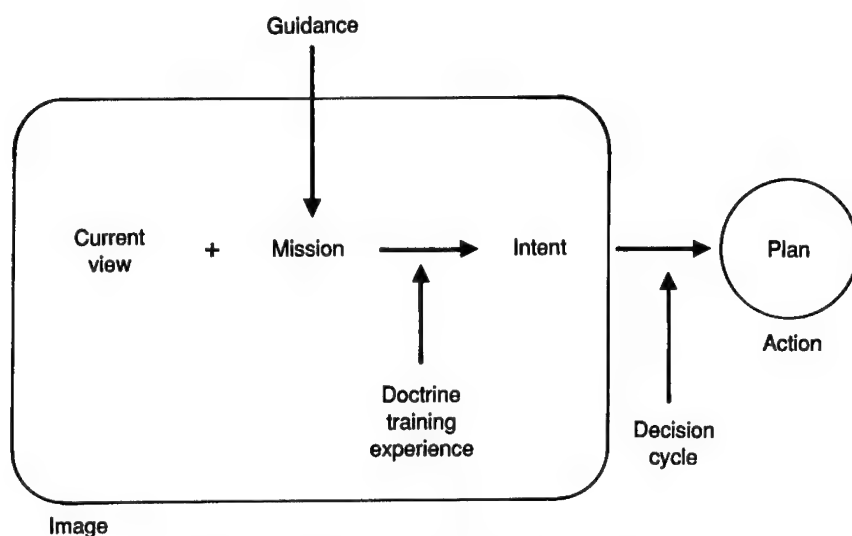 Guidance
Current
view
+
Mission
Intent
Plan
Action
Doctrine
training
experience
Decision
cycle
Image